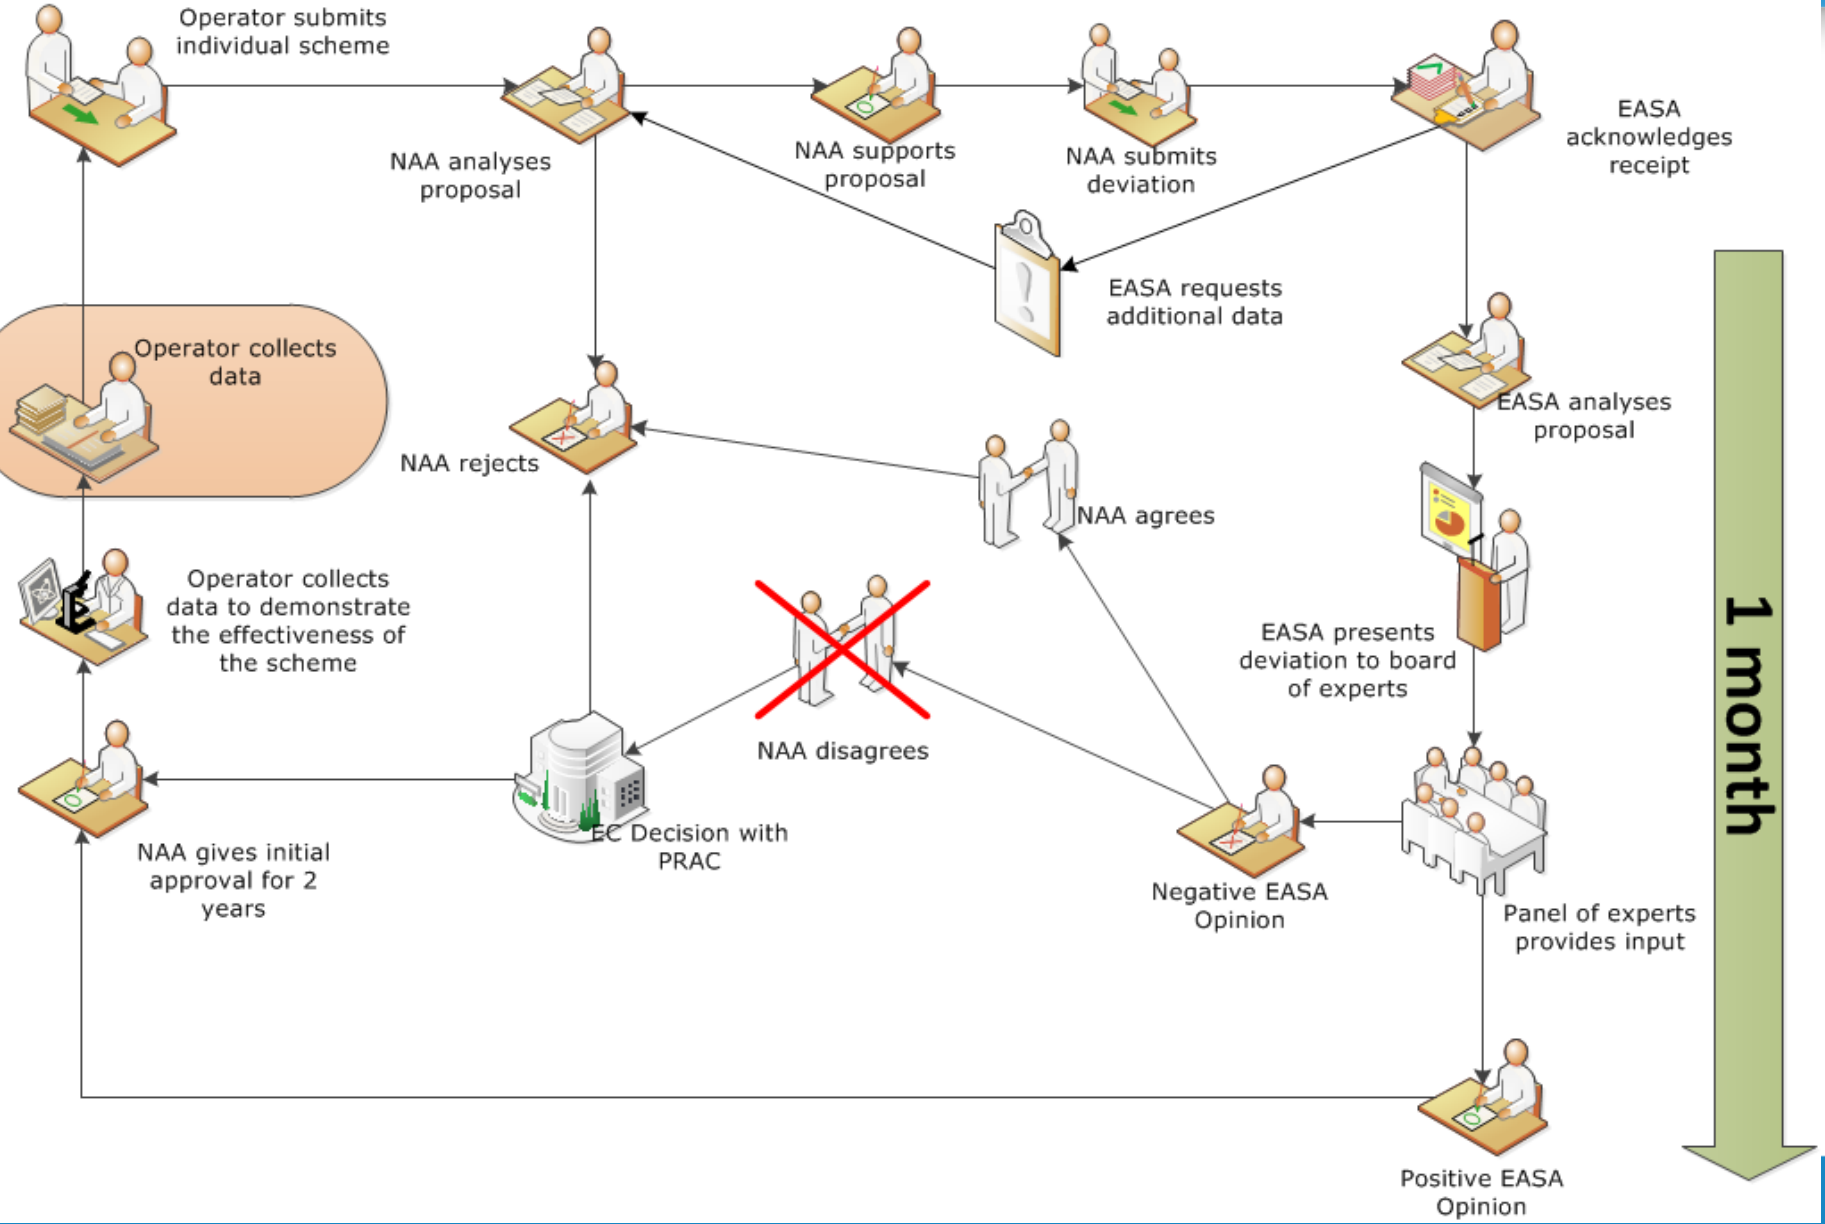 Operator submits
individual scheme
NAA analyses
proposal
NAA supports
proposal
NAA submits
deviation
EASA
acknowledges
receipt
EASA requests
additional data
Operator collects
data
EASA analyses
proposal
NAA rejects
NAA agrees
Operator collects
data to demonstrate
the effectiveness of
the scheme
EASA presents
deviation to board
of experts
1 month
NAA disagrees
EC Decision with
PRAC
NAA gives initial
approval for 2
years
Negative EASA
Opinion
Panel of experts
provides input
Positive EASA
Opinion